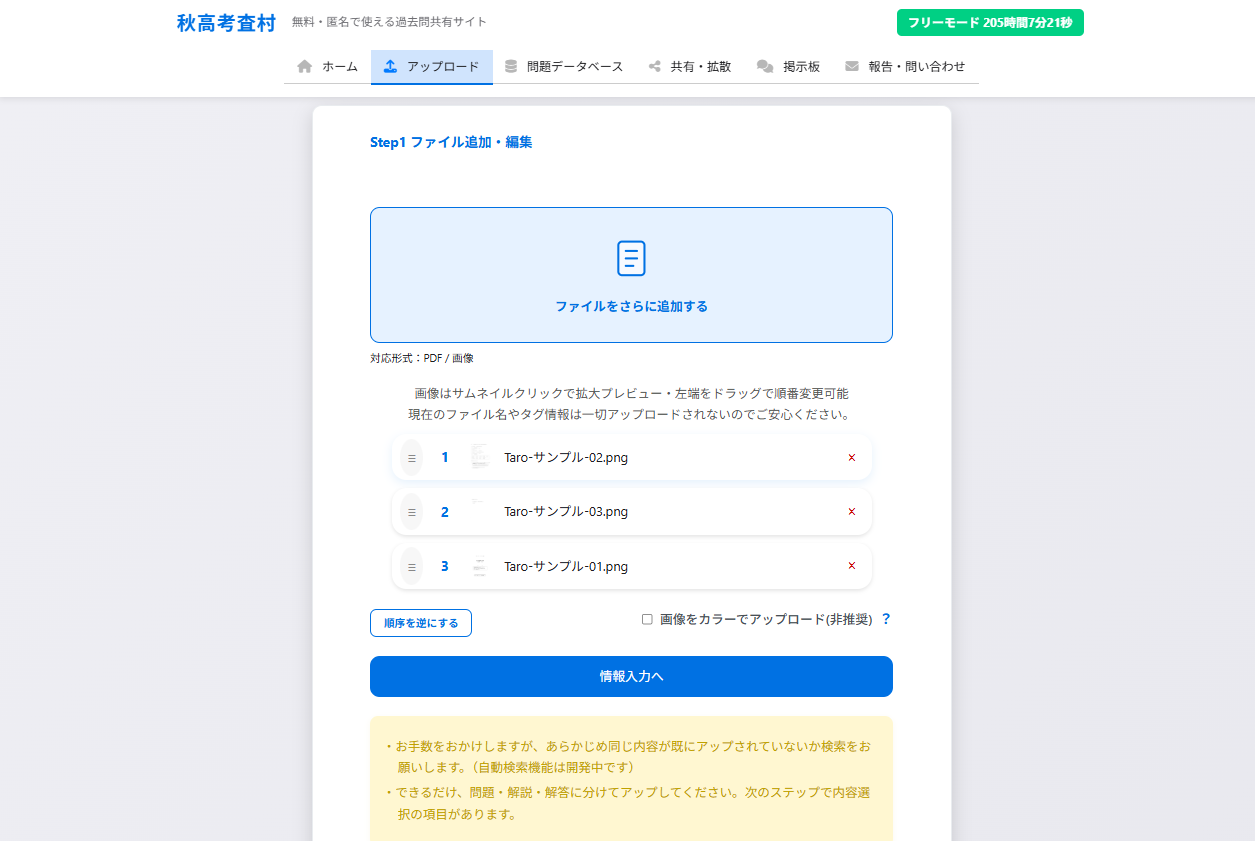 秋高考査村 無料・匿名で使える過去問共有サイト フリーモード 205時間7分21秒
ホーム アップロード 問題データベース 共有・拡散 掲示板 報告・問い合わせ
Step1 ファイル追加・編集
ファイルをさらに追加する
対応形式：PDF / 画像
画像はサムネイルクリックで拡大プレビュー・左端をドラッグで順番変更可能
現在のファイル名やタグ情報は一切アップロードされないのでご安心ください。
☰ 1 Taro-サンプル-02.png ×
☰ 2 Taro-サンプル-03.png ×
☰ 3 Taro-サンプル-01.png ×
順序を逆にする 画像をカラーでアップロード(非推奨) ?
情報入力へ
・お手数をおかけしますが、あらかじめ同じ内容が既にアップされていないか検索をお
願いします。（自動検索機能は開発中です）
・できるだけ、問題・解説・解答に分けてアップしてください。次のステップで内容選
択の項目があります。